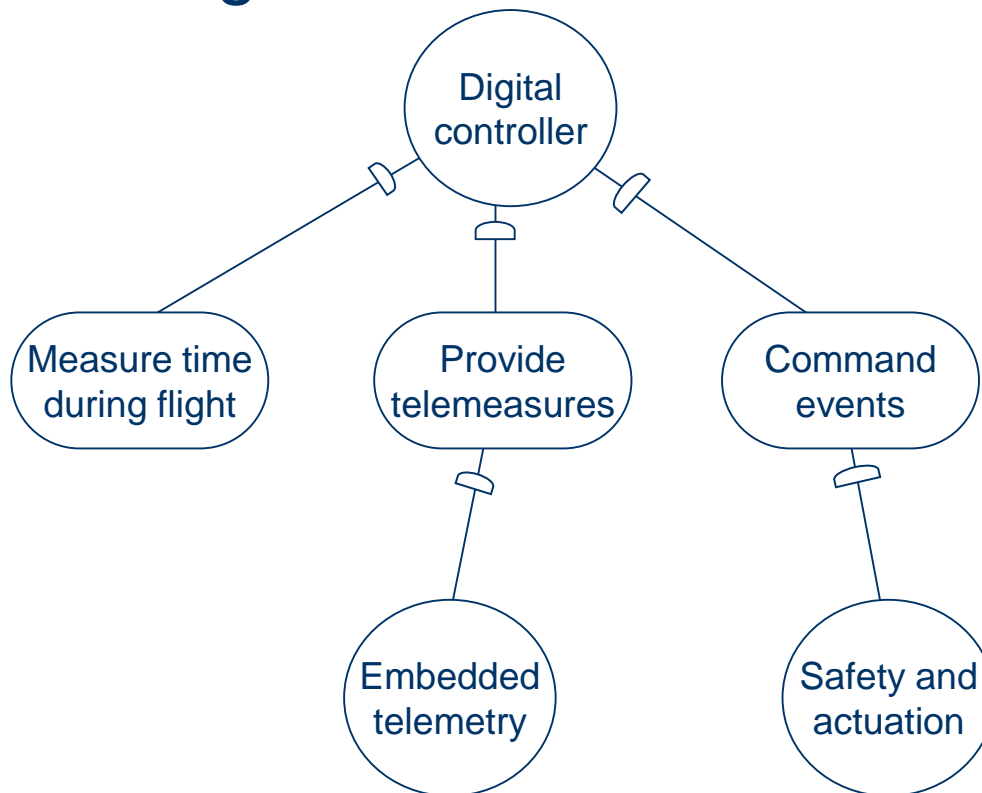 Digital
controller
Measure time
during flight
Provide
telemeasures
Command
events
Embedded
telemetry
Safety and
actuation